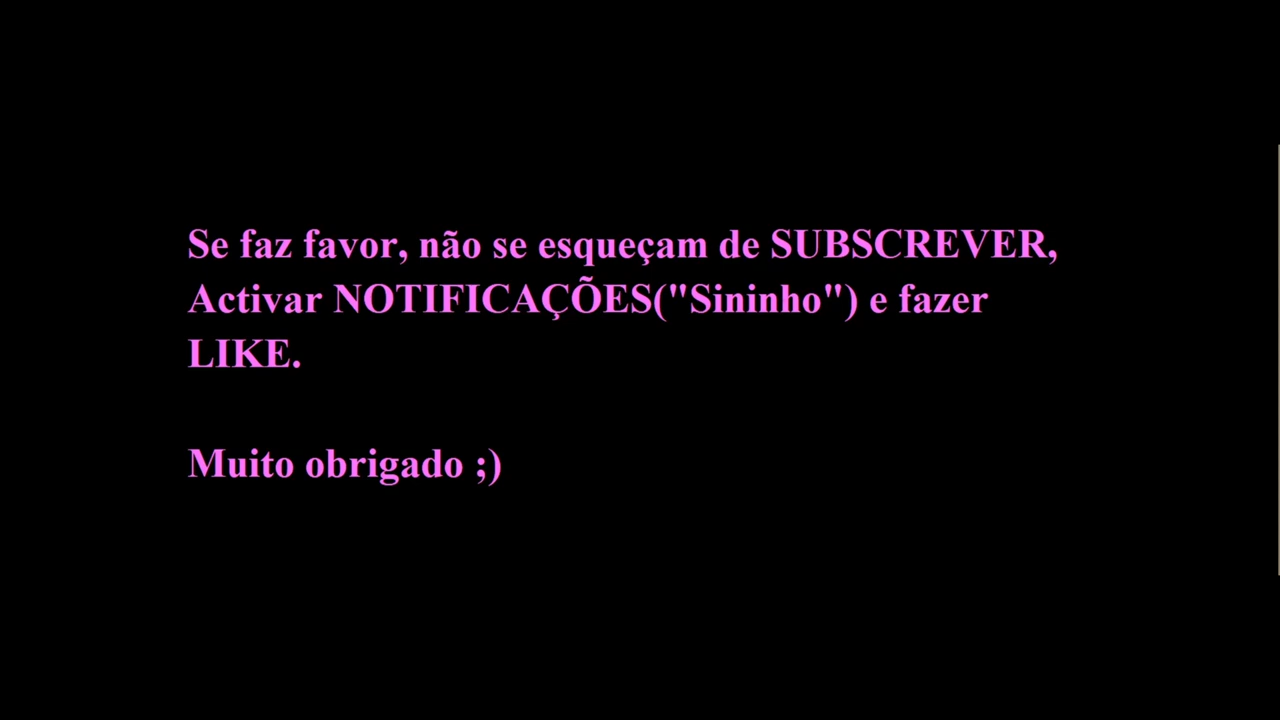 Se faz favor, não se esqueçam de SUBSCREVER,
Activar NOTIFICAÇÕES("Sininho") e fazer
LIKE.
Muito obrigado ;)